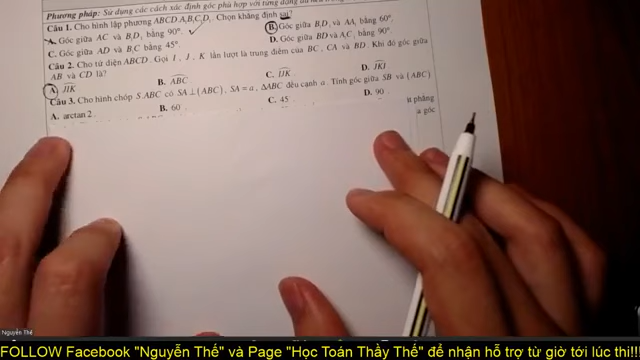 Phương pháp: Sử dụng các cách xác định góc phù hợp với từng dạng
Câu 1. Cho hình lập phương ABCD.A₁B₁C₁D₁. Chọn khẳng định sai?
A. Góc giữa AC và B₁D₁ bằng 90°.
B. Góc giữa B₁D₁ và AA₁ bằng 60°.
C. Góc giữa AD và B₁C bằng 45°
D. Góc giữa BD và A₁C₁ bằng 90°.
Câu 2. Cho tứ diện ABCD. Gọi I, J, K lần lượt là trung điểm của BC, CA và BD. Khi đó góc giữa
AB và CD là?
A. JIK
B. ABC
C. IJK
D. JKI
Câu 3. Cho hình chóp S.ABC có SA ⊥ (ABC), SA = a, ΔABC đều cạnh a. Tính góc giữa SB và (ABC)
A. arctan 2.
B. 60
C. 45
D. 90.
phẳng
góc
Nguyễn Thế
FOLLOW Facebook "Nguyễn Thế" và Page "Học Toán Thầy Thế" để nhận hỗ trợ từ giờ tới lúc thi!!